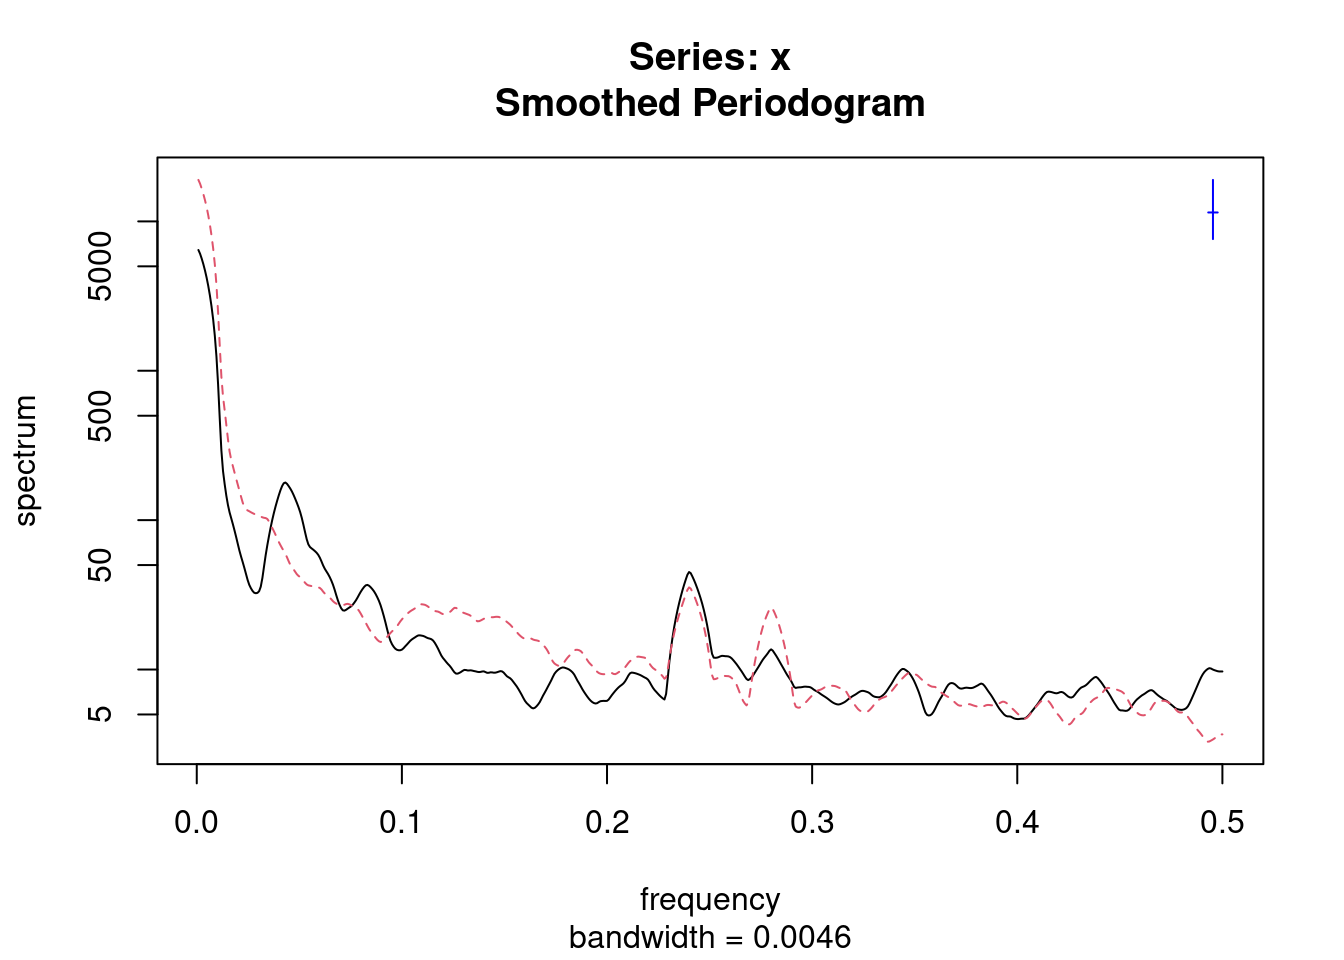 Series: x
Smoothed Periodogram
spectrum
5000
500
50
5
0.0 0.1 0.2 0.3 0.4 0.5
frequency
bandwidth = 0.0046